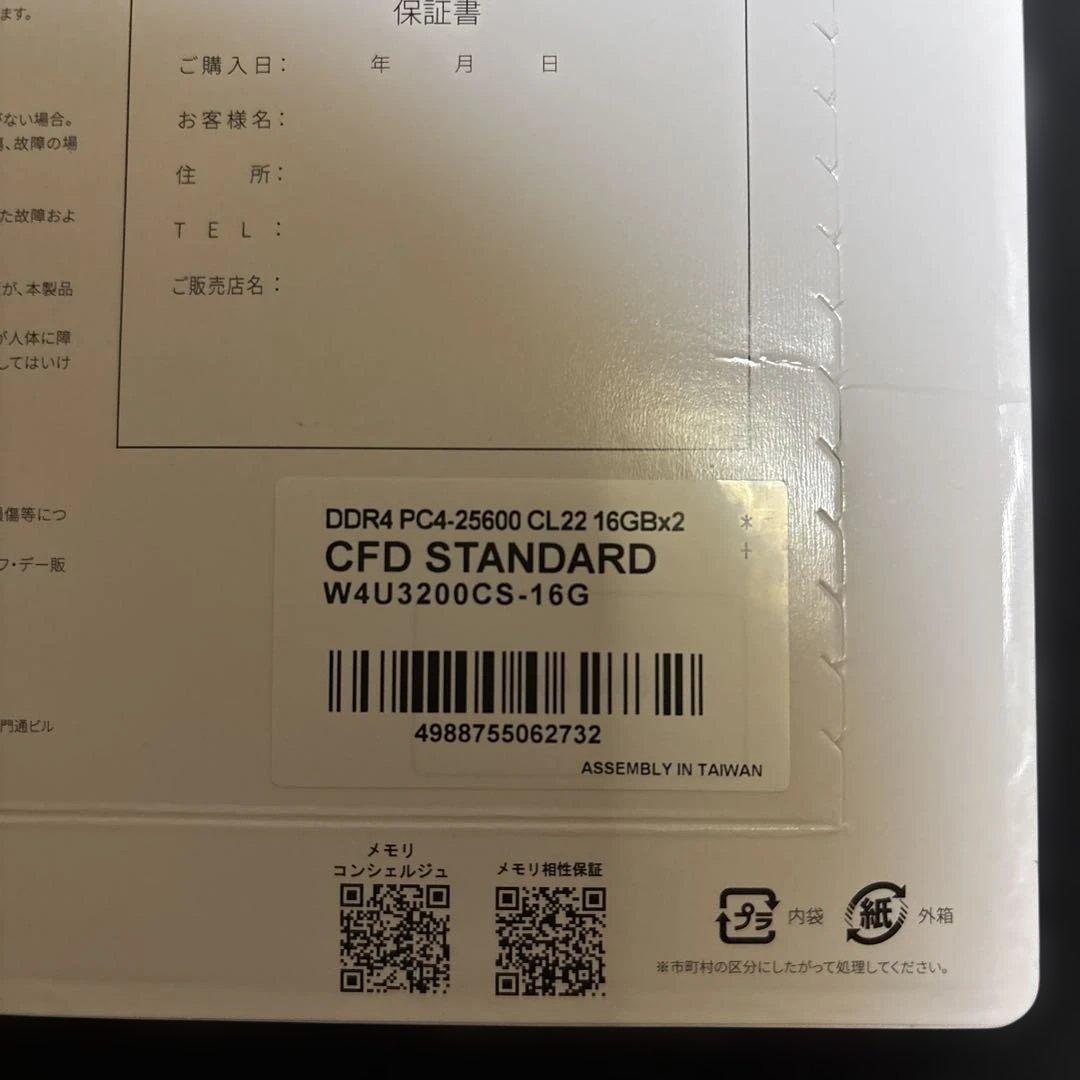 ます。
保証書
ご購入日： 年 月 日
お客様名：
住 所：
ＴＥＬ：
ご販売店名：
がない場合。
、故障の場
た故障およ
が、本製品
が人体に障
してはいけ
DDR4 PC4-25600 CL22 16GBx2 *
CFD STANDARD
W4U3200CS-16G
4988755062732
ASSEMBLY IN TAIWAN
損傷等につ
フ・デー販
門通ビル
メモリ
コンシェルジュ
メモリ相性保証
プラ 内袋
紙 外箱
※市町村の区分にしたがって処理してください。